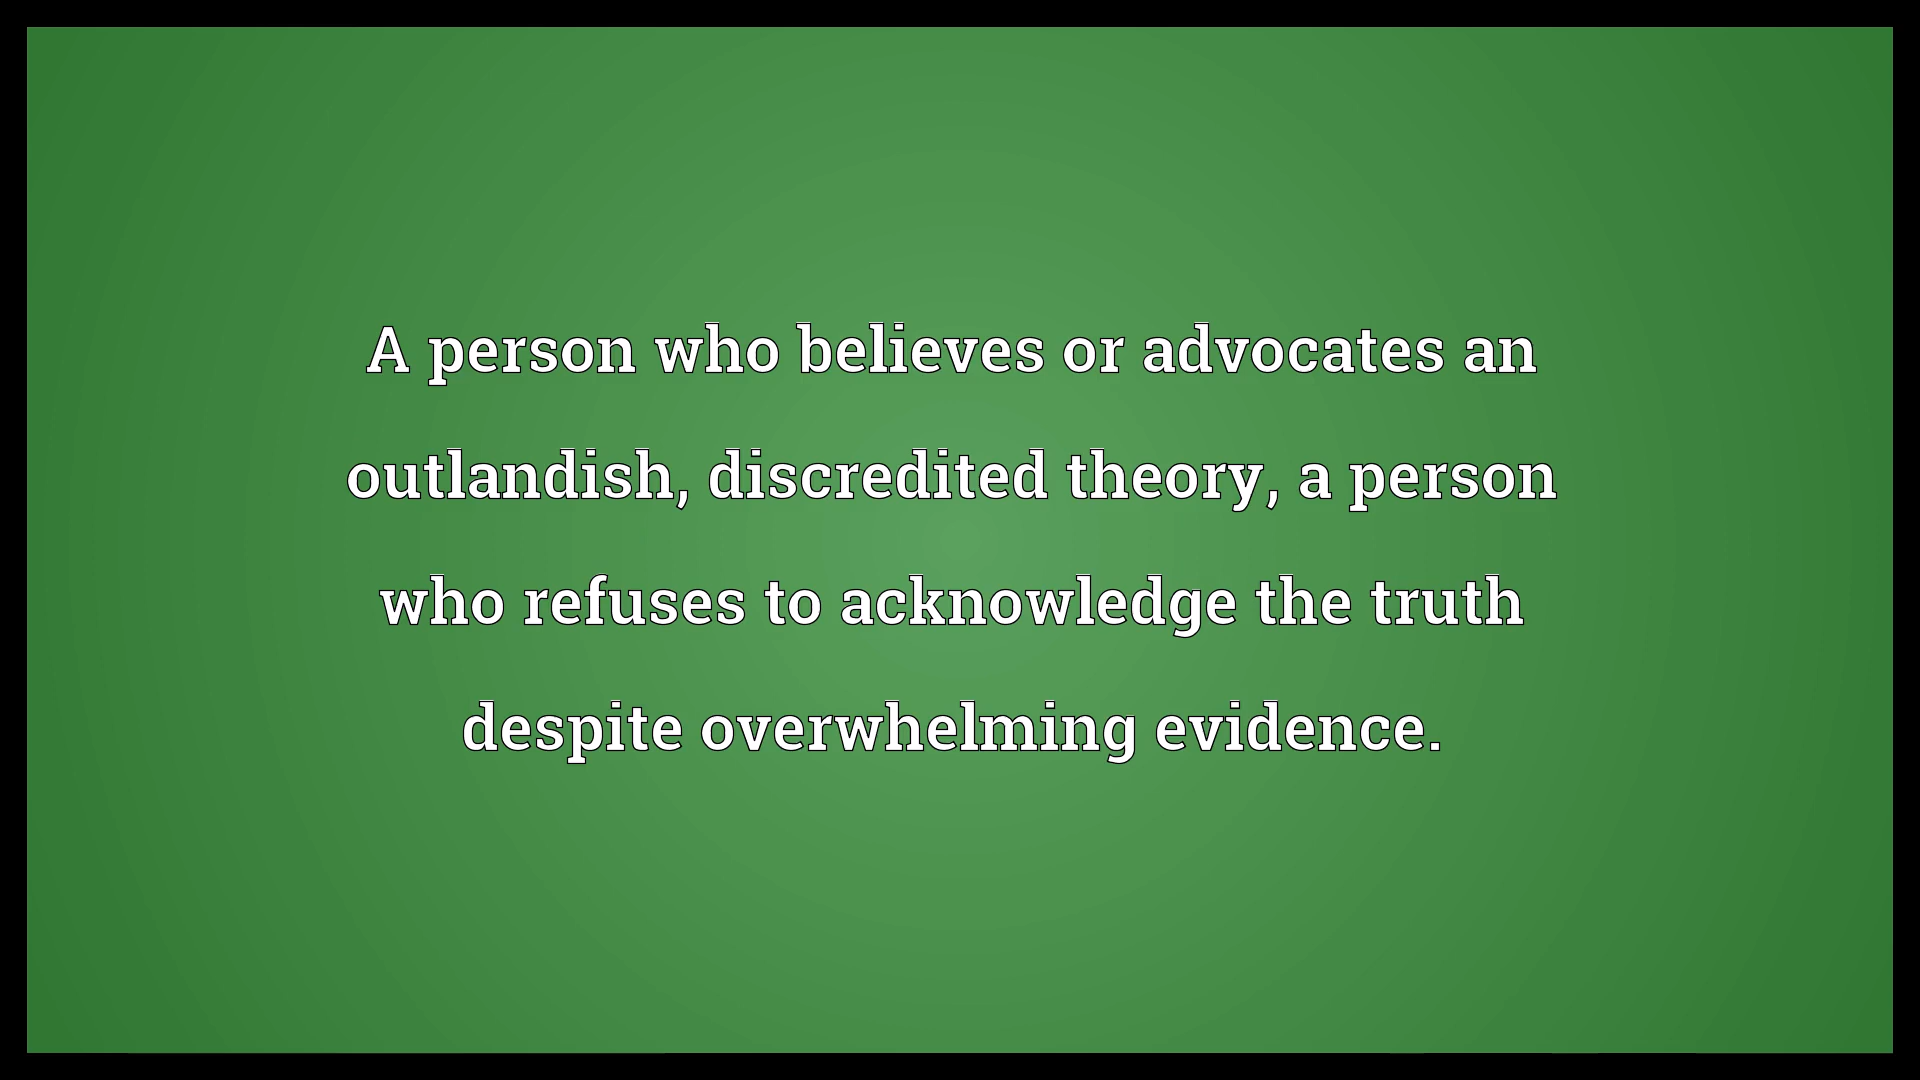 A person who believes or advocates an
outlandish, discredited theory, a person
who refuses to acknowledge the truth
despite overwhelming evidence.